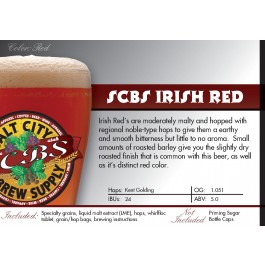 Color: Red
SCBS IRISH RED
Irish Red's are moderately malty and hopped with
regional noble-type hops to give them a earthy
and smooth bitterness but little to no aroma. Small
amounts of roasted barley give you the slightly dry
roasted finish that is common with this beer, as well
as it's distinct red color.
ALT CITY
SCBS
BREW SUPPLY
Hops: Kent Golding
OG: 1.051
IBU's: 24
ABV: 5.0
Included:
Specialty grains, liquid malt extract (LME), hops, whirlfloc
tablet, grain/hop bags, brewing instructions
Not
Included
Priming Sugar
Bottle Caps